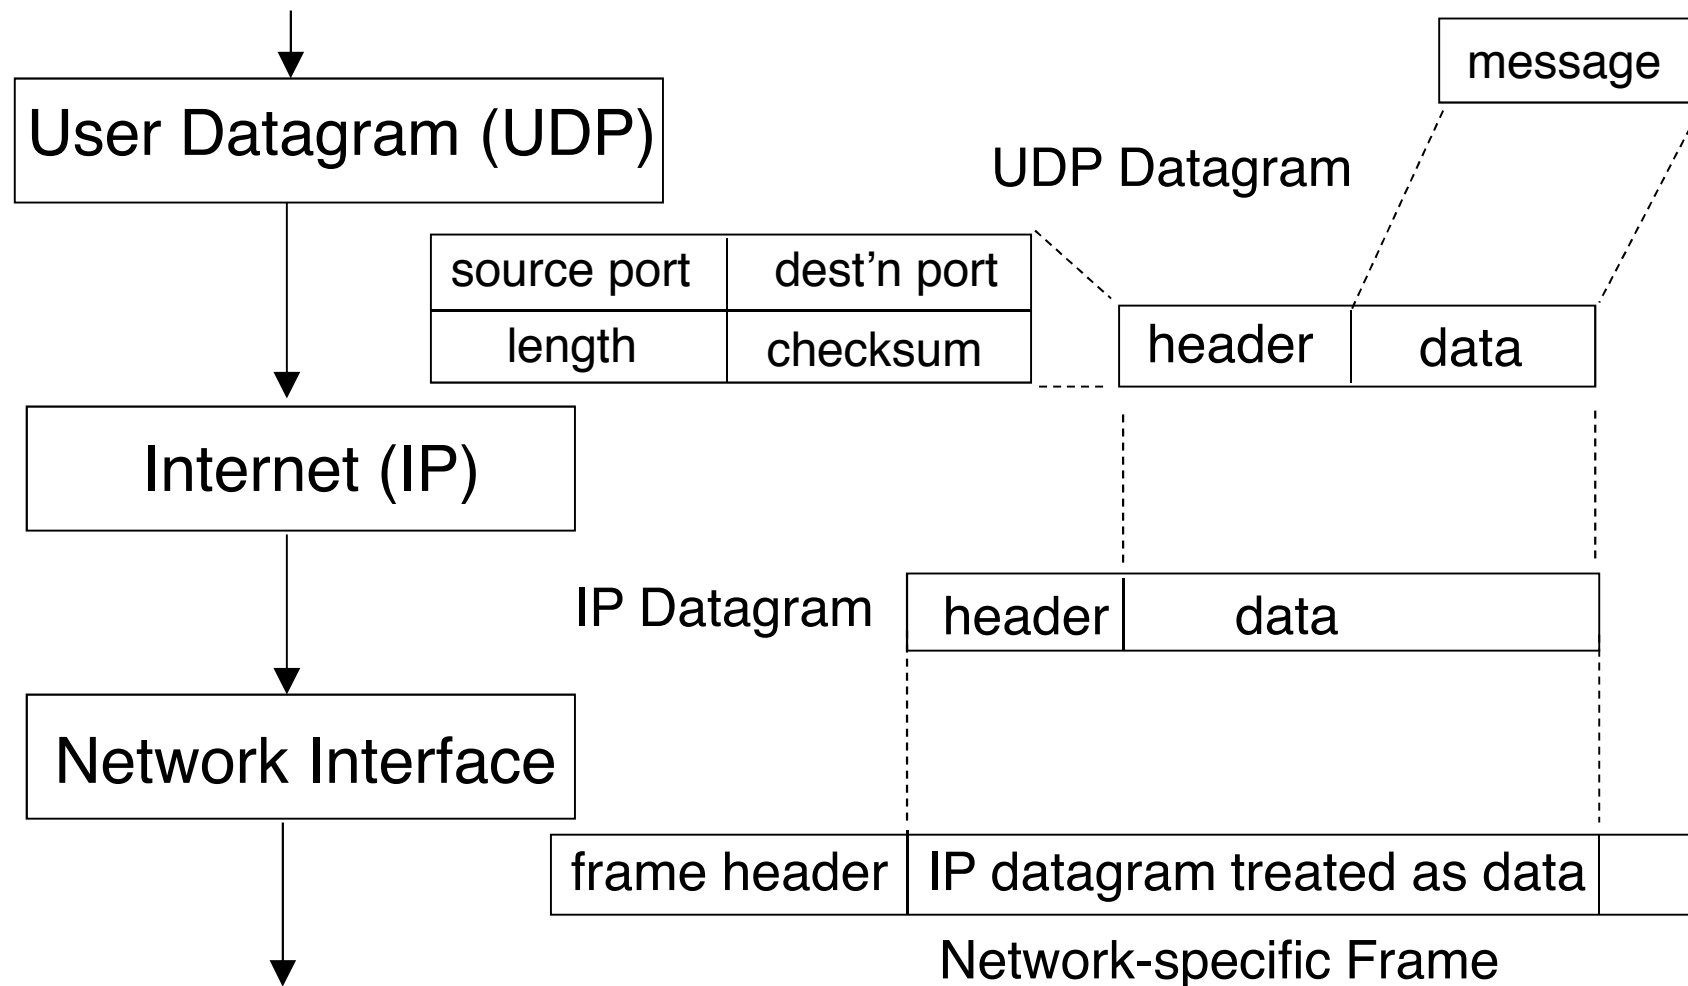 message
User Datagram (UDP)
UDP Datagram
source port dest'n port
length checksum
header data
Internet (IP)
IP Datagram
header data
Network Interface
frame header IP datagram treated as data
Network-specific Frame